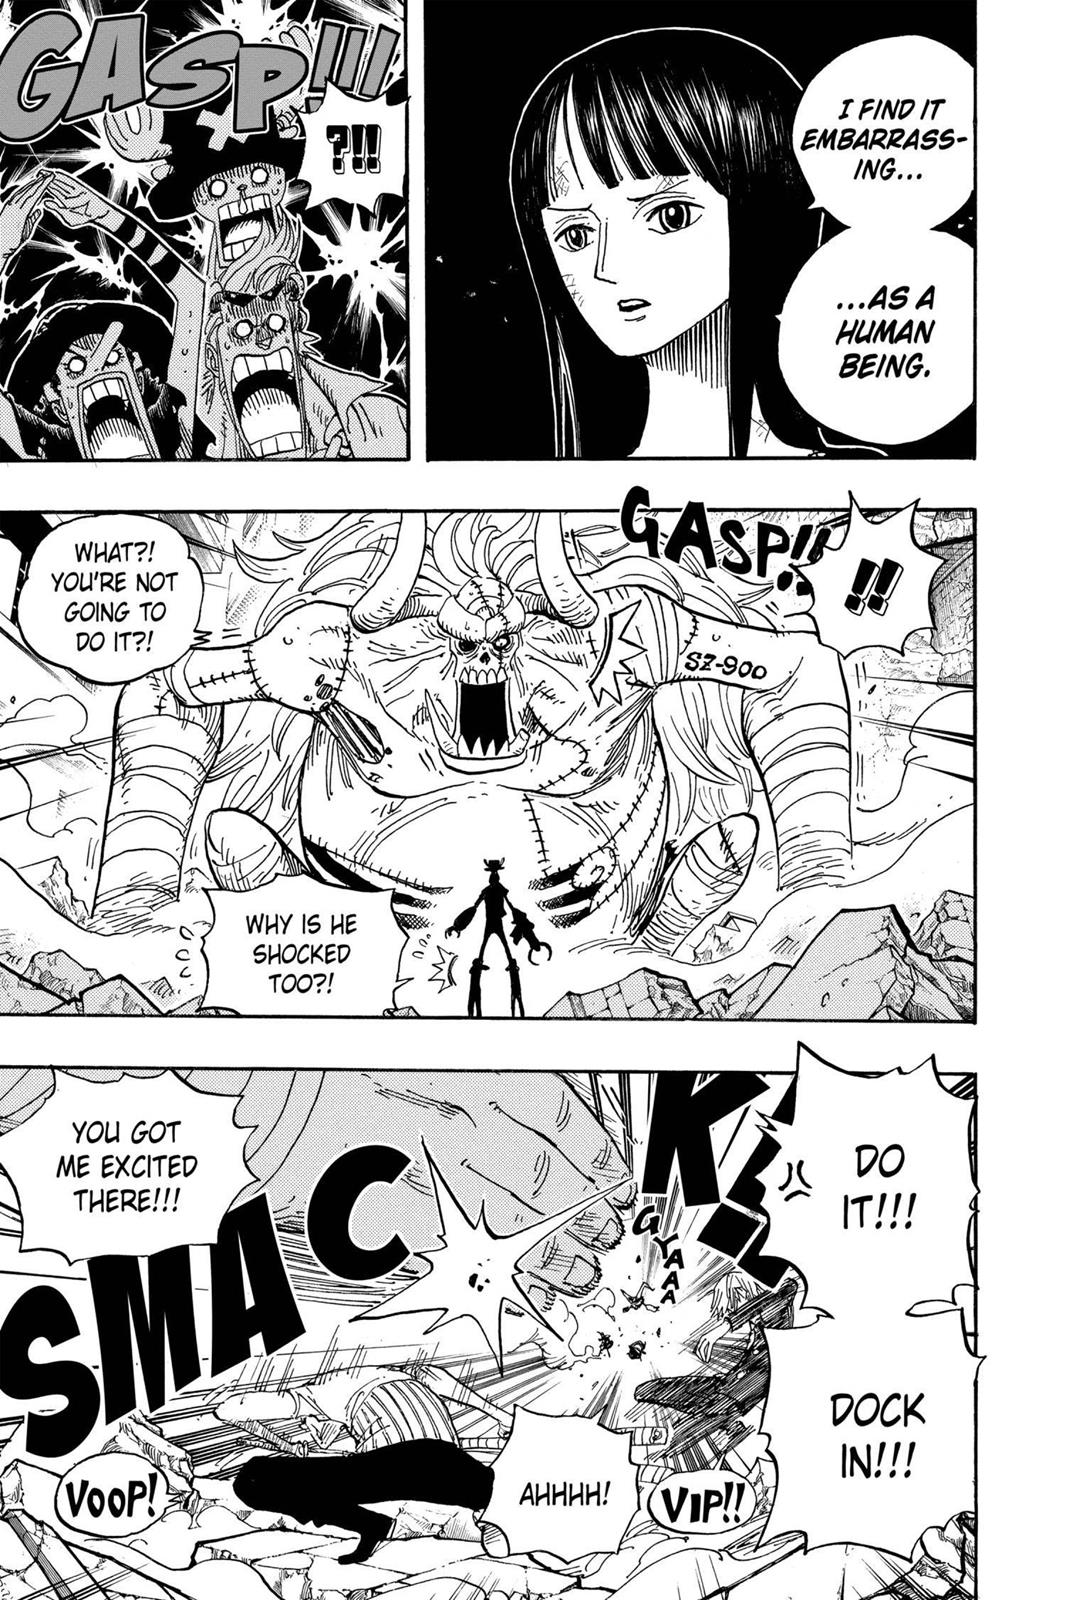 I FIND IT
EMBARRASS-
ING...
...AS A
HUMAN
BEING.
GASP!!!
?!!
GASP!!
!!
SZ-900
WHAT?!
YOU'RE NOT
GOING TO
DO IT?!
WHY IS HE
SHOCKED
TOO?!
DO
IT!!!
DOCK
IN!!!
GYAAA
YOU GOT
ME EXCITED
THERE!!!
SMACK
AHHHH!
VIP!!
VOOP!